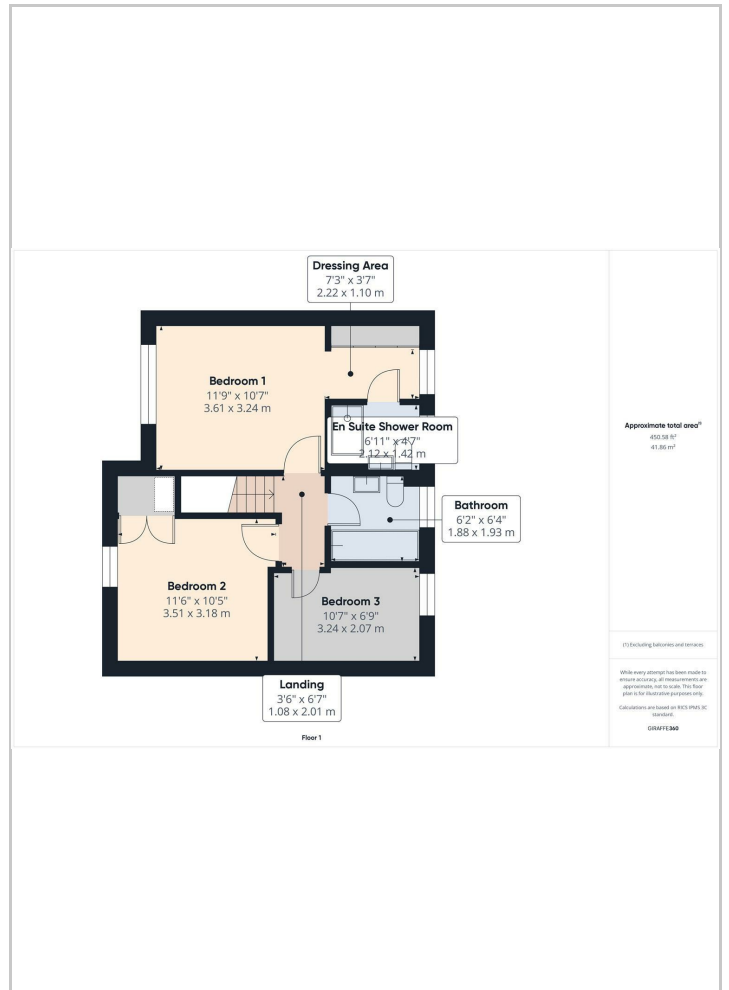 Dressing Area
7'3" x 3'7"
2.22 x 1.10 m
Bedroom 1
11'9" x 10'7"
3.61 x 3.24 m
En Suite Shower Room
6'11" x 4'7"
2.12 x 1.42 m
Bathroom
6'2" x 6'4"
1.88 x 1.93 m
Bedroom 2
11'6" x 10'5"
3.51 x 3.18 m
Bedroom 3
10'7" x 6'9"
3.24 x 2.07 m
Landing
3'6" x 6'7"
1.08 x 2.01 m
Floor 1
Approximate total area⁽¹⁾
450.58 ft²
41.86 m²
(1) Excluding balconies and terraces
While every attempt has been made to
ensure accuracy, all measurements are
approximate, not to scale. This floor
plan is for illustrative purposes only.
Calculations are based on RICS IPMS 3C
standard.
GIRAFFE360